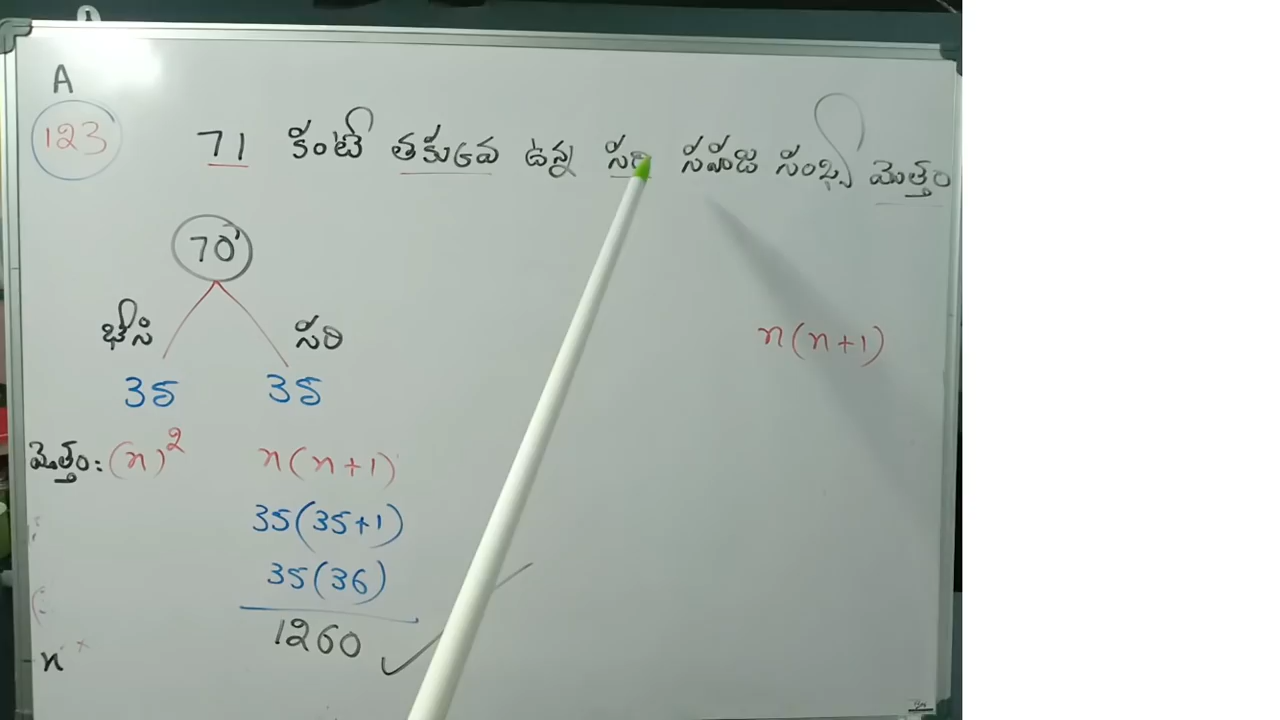 A
123
71 కంటే తకువ ఉన్న సరి సహజ సంఖ్య మొత్తం
70
బేసి సరి
35 35
మొత్తం: (n)² n(n+1) n(n+1)
35(35+1)
35(36)
1260
n